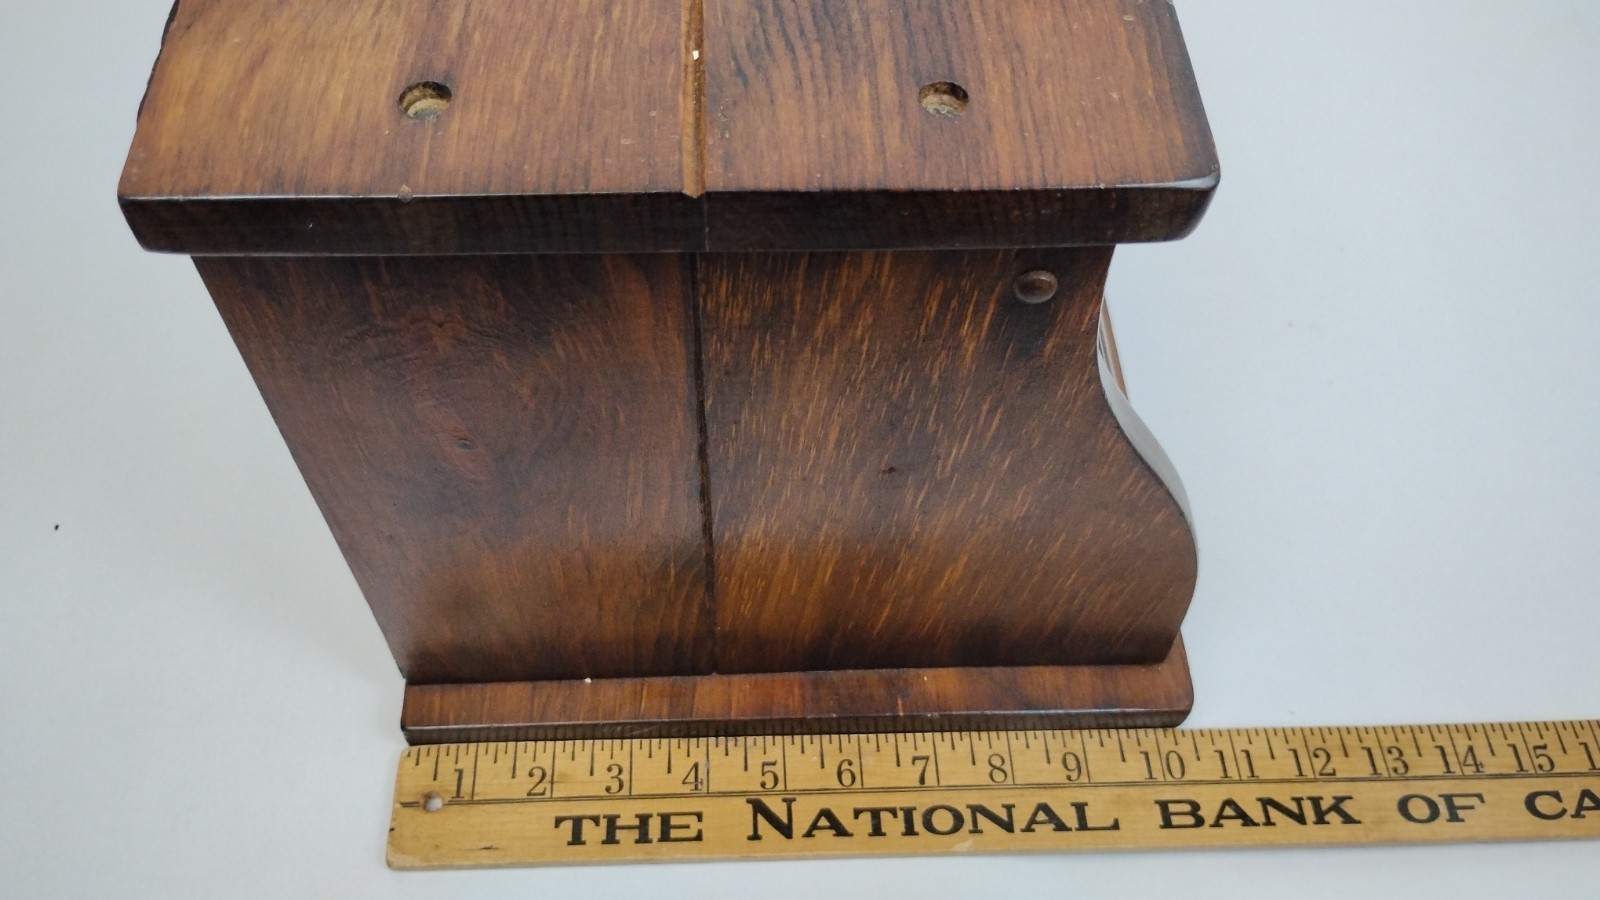 1 2 3 4 5 6 7 8 9 10 11 12 13 14 15
THE NATIONAL BANK OF CA